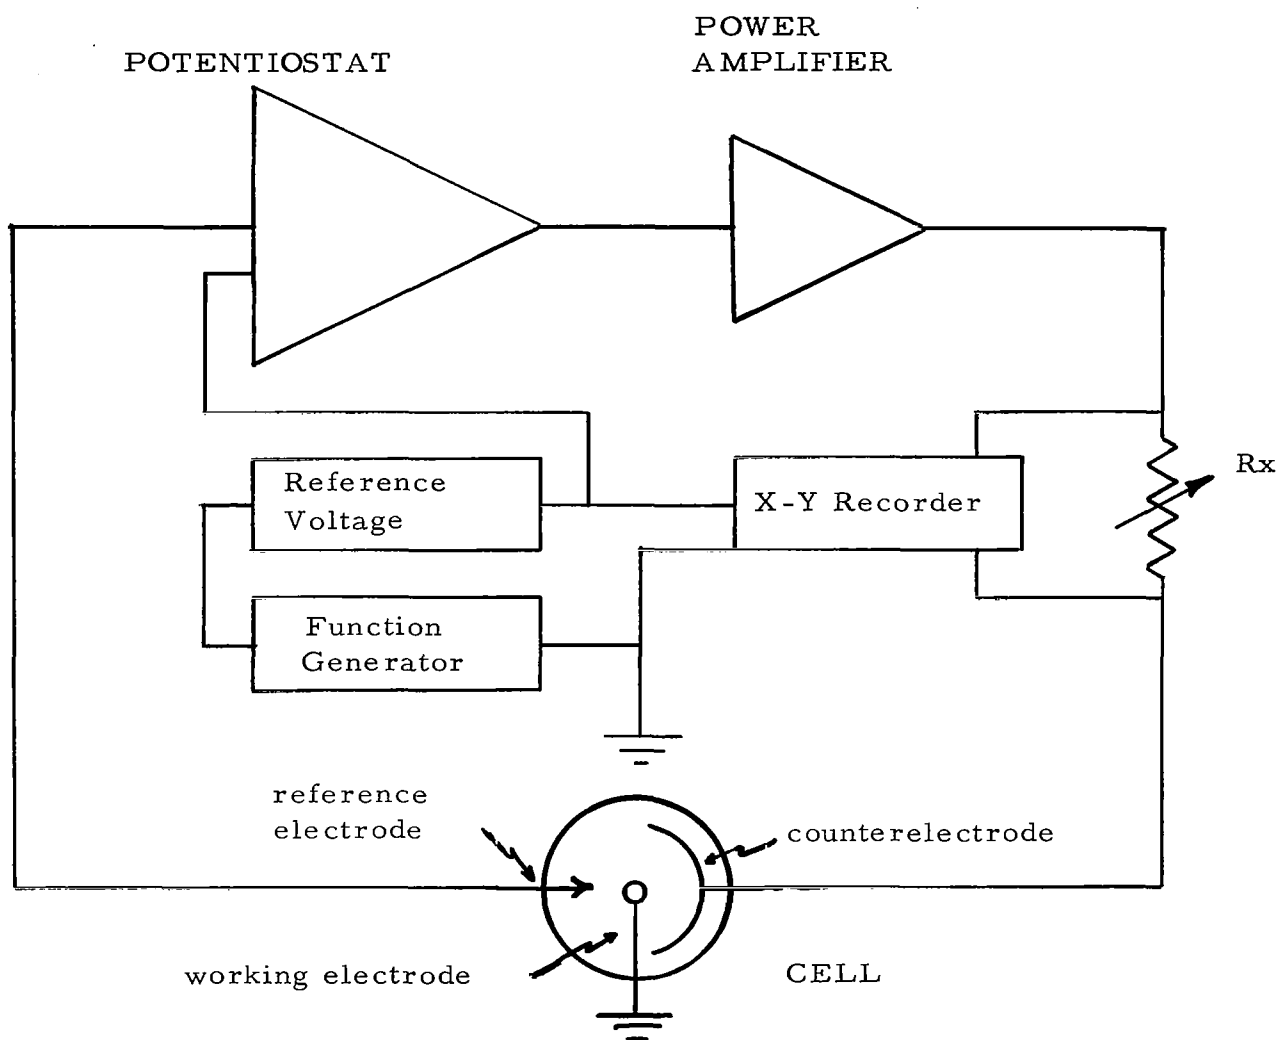 POWER
AMPLIFIER
POTENTIOSTAT
Rx
Reference
Voltage
X-Y Recorder
Function
Generator
reference
electrode
counterelectrode
working electrode
CELL